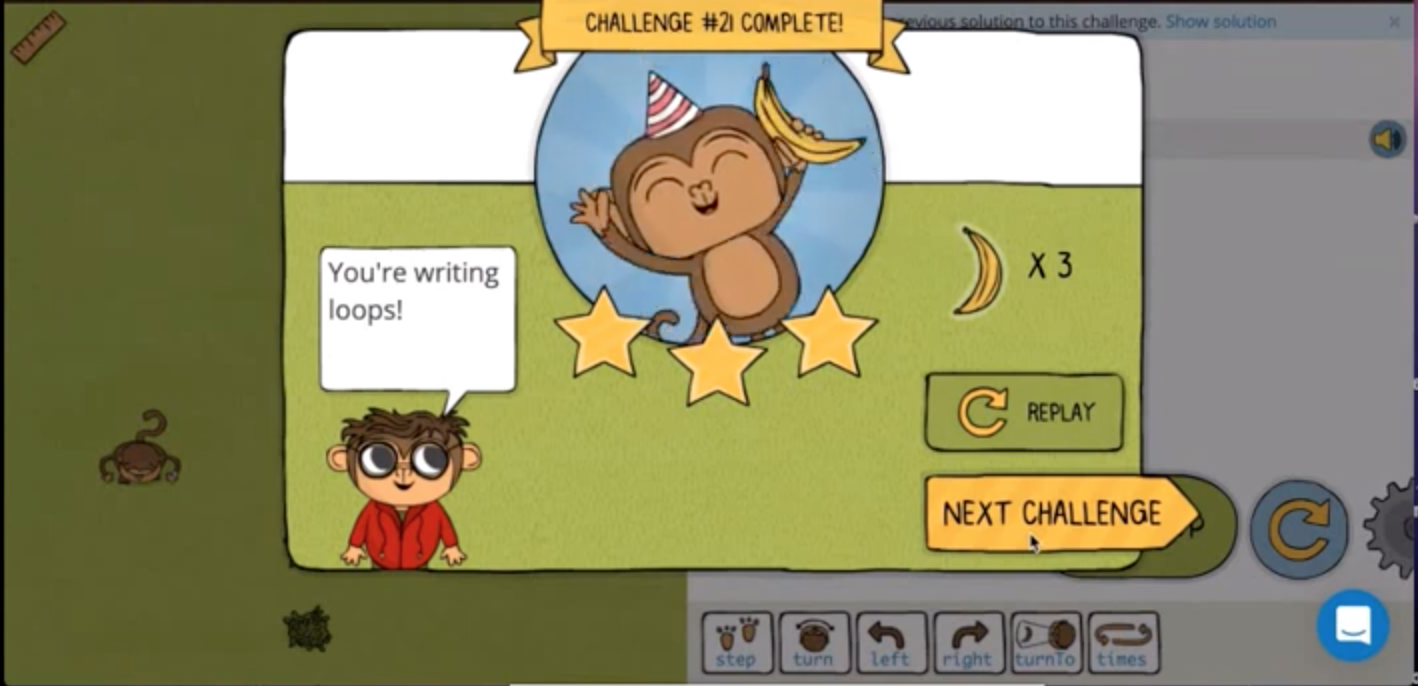 CHALLENGE #21 COMPLETE!
previous solution to this challenge. Show solution
You're writing
loops!
X 3
REPLAY
NEXT CHALLENGE
step turn left right turnTo times